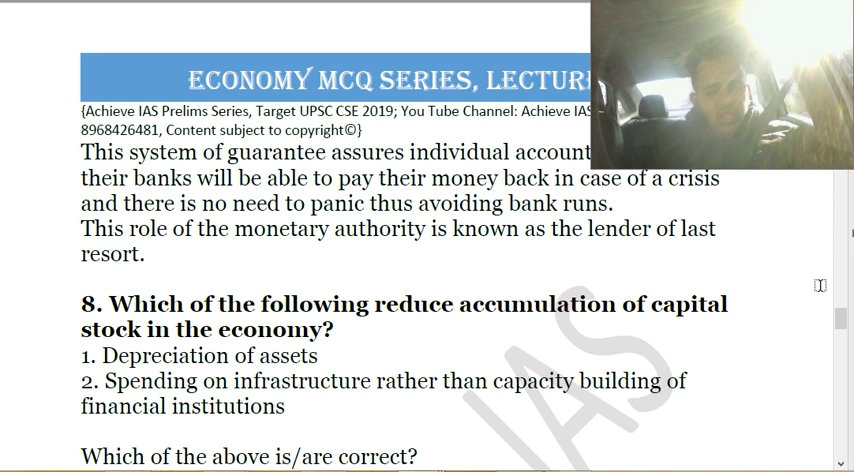 ECONOMY MCQ SERIES,
{Achieve IAS Prelims Series, Target UPSC CSE 2019; You Tube Channel: Achieve IAS
8968426481, Content subject to copyright©}
This system of guarantee assures individual
their banks will be able to pay their money back in case of a crisis
and there is no need to panic thus avoiding bank runs.
This role of the monetary authority is known as the lender of last
resort.
8. Which of the following reduce accumulation of capital
stock in the economy?
1. Depreciation of assets
2. Spending on infrastructure rather than capacity building of
financial institutions
Which of the above is/are correct?
IAS